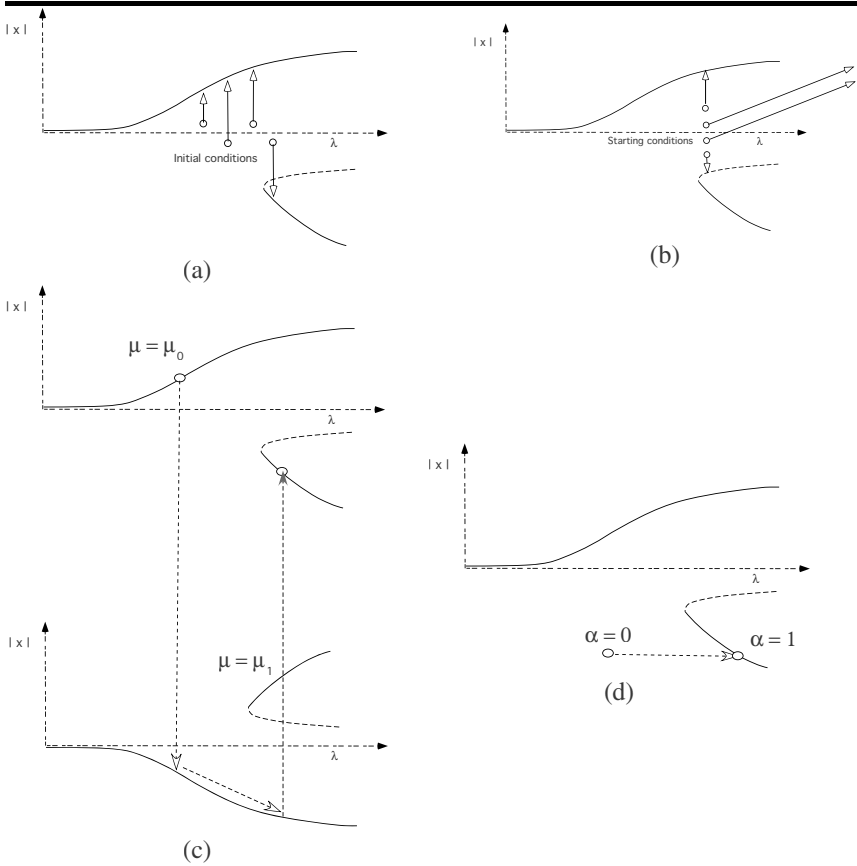 | x |
λ
Initial conditions
(a)
| x |
Starting conditions
λ
(b)
| x |
μ = μ₀
λ
| x |
μ = μ₁
λ
(c)
| x |
λ
α = 0
α = 1
(d)